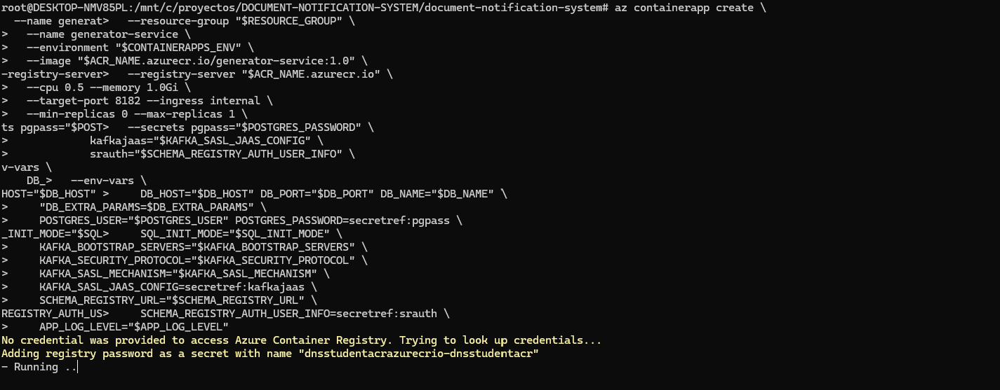 root@DESKTOP-NMV85PL:/mnt/c/proyectos/DOCUMENT-NOTIFICATION-SYSTEM/document-notification-system# az containerapp create \
  --name generat>   --resource-group "$RESOURCE_GROUP" \
>   --name generator-service \
>   --environment "$CONTAINERAPPS_ENV" \
>   --image "$ACR_NAME.azurecr.io/generator-service:1.0" \
-registry-server>   --registry-server "$ACR_NAME.azurecr.io" \
>   --cpu 0.5 --memory 1.0Gi \
>   --target-port 8182 --ingress internal \
>   --min-replicas 0 --max-replicas 1 \
ts pgpass="$POST>   --secrets pgpass="$POSTGRES_PASSWORD" \
>             kafkajaas="$KAFKA_SASL_JAAS_CONFIG" \
>             srauth="$SCHEMA_REGISTRY_AUTH_USER_INFO" \
v-vars \
    DB_>   --env-vars \
HOST="$DB_HOST" >     DB_HOST="$DB_HOST" DB_PORT="$DB_PORT" DB_NAME="$DB_NAME" \
>     "DB_EXTRA_PARAMS=$DB_EXTRA_PARAMS" \
>     POSTGRES_USER="$POSTGRES_USER" POSTGRES_PASSWORD=secretref:pgpass \
_INIT_MODE="$SQL>     SQL_INIT_MODE="$SQL_INIT_MODE" \
>     KAFKA_BOOTSTRAP_SERVERS="$KAFKA_BOOTSTRAP_SERVERS" \
>     KAFKA_SECURITY_PROTOCOL="$KAFKA_SECURITY_PROTOCOL" \
>     KAFKA_SASL_MECHANISM="$KAFKA_SASL_MECHANISM" \
>     KAFKA_SASL_JAAS_CONFIG=secretref:kafkajaas \
>     SCHEMA_REGISTRY_URL="$SCHEMA_REGISTRY_URL" \
REGISTRY_AUTH_US>     SCHEMA_REGISTRY_AUTH_USER_INFO=secretref:srauth \
>     APP_LOG_LEVEL="$APP_LOG_LEVEL"
No credential was provided to access Azure Container Registry. Trying to look up credentials...
Adding registry password as a secret with name "dnsstudentacrazurecrio-dnsstudentacr"
- Running ..